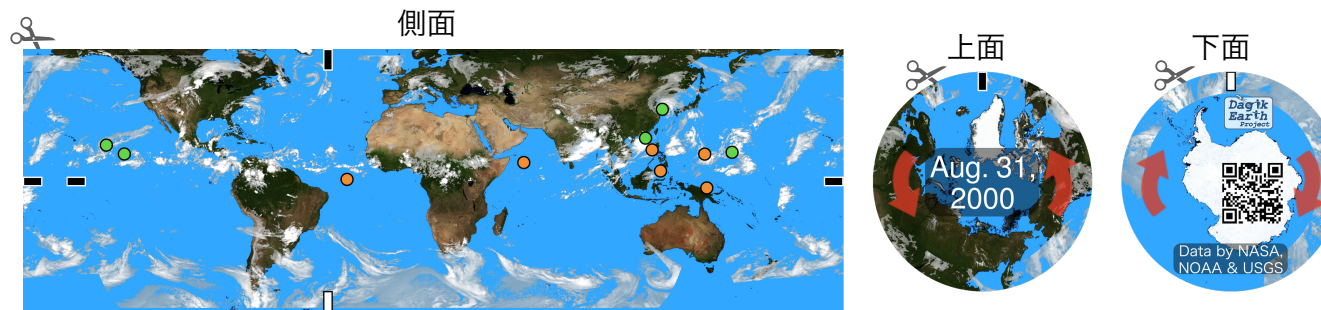 側面
上面
下面
Aug. 31,
2000
Dagik
Earth
Project
Data by NASA,
NOAA & USGS